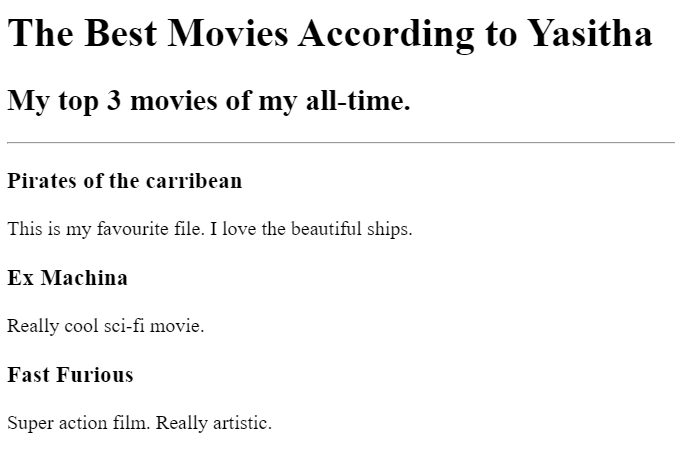 The Best Movies According to Yasitha
My top 3 movies of my all-time.
Pirates of the carribean
This is my favourite file. I love the beautiful ships.
Ex Machina
Really cool sci-fi movie.
Fast Furious
Super action film. Really artistic.